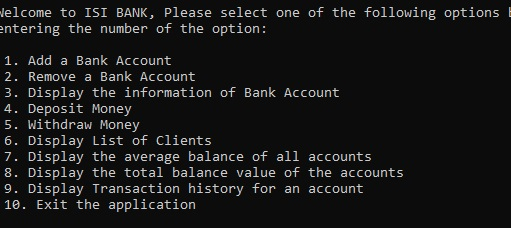 Welcome to ISI BANK, Please select one of the following options
entering the number of the option:
1. Add a Bank Account
2. Remove a Bank Account
3. Display the information of Bank Account
4. Deposit Money
5. Withdraw Money
6. Display List of Clients
7. Display the average balance of all accounts
8. Display the total balance value of the accounts
9. Display Transaction history for an account
10. Exit the application